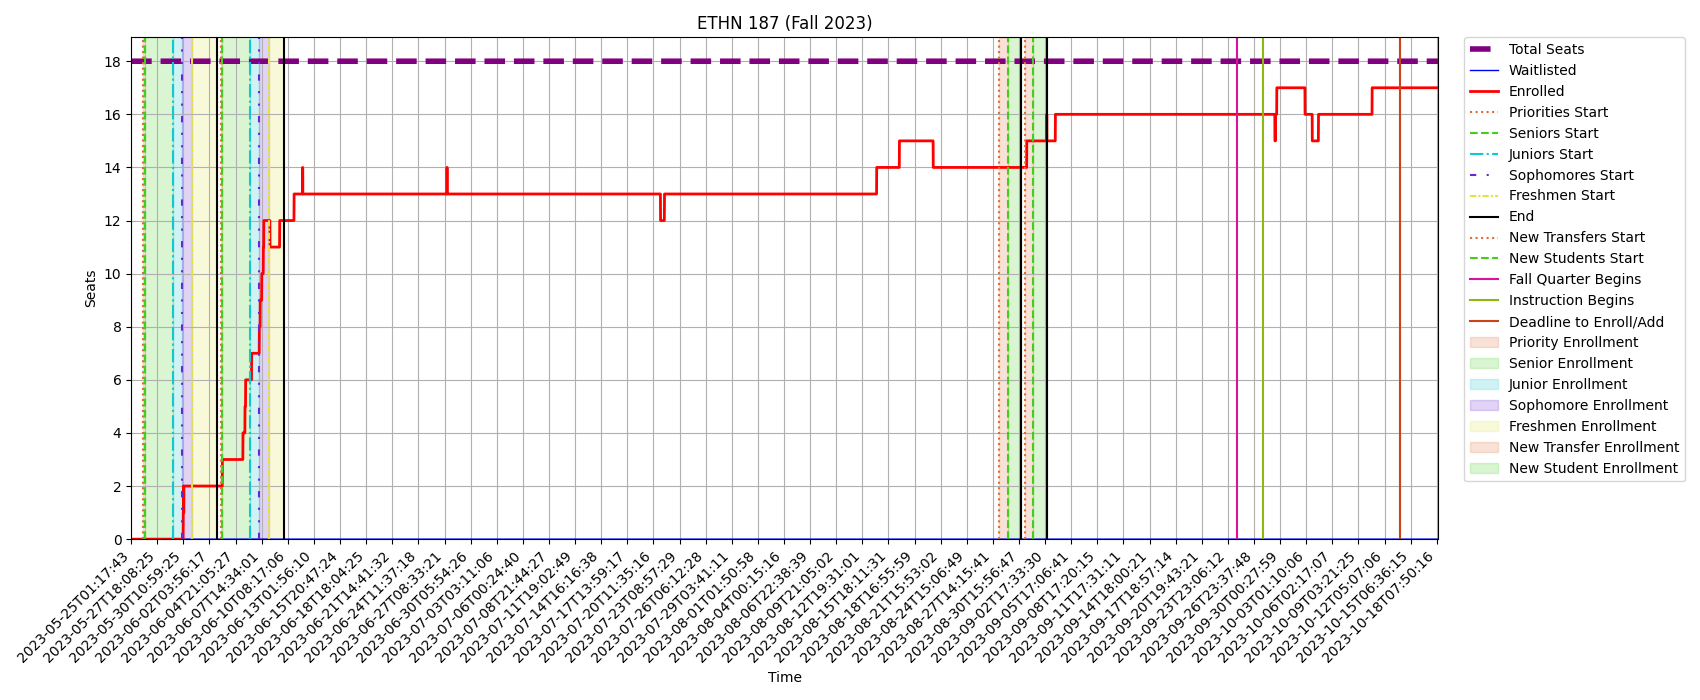 ETHN 187 (Fall 2023)
Seats
18
16
14
12
10
8
6
4
2
0
2023-05-25T01:17:43
2023-05-27T18:08:25
2023-05-30T10:59:25
2023-06-02T03:56:17
2023-06-04T21:05:27
2023-06-07T14:34:01
2023-06-10T08:17:06
2023-06-13T01:56:10
2023-06-15T20:47:24
2023-06-18T18:04:25
2023-06-21T14:41:32
2023-06-24T11:37:18
2023-06-27T08:33:21
2023-06-30T05:54:26
2023-07-03T03:11:06
2023-07-06T00:24:40
2023-07-08T21:44:27
2023-07-11T19:02:49
2023-07-14T16:16:38
2023-07-17T13:59:17
2023-07-20T11:35:16
2023-07-23T08:57:29
2023-07-26T06:12:28
2023-07-29T03:41:11
2023-08-01T01:50:58
2023-08-04T00:15:16
2023-08-06T22:38:39
2023-08-09T21:05:02
2023-08-12T19:31:01
2023-08-15T18:11:31
2023-08-18T16:55:59
2023-08-21T15:53:02
2023-08-24T15:06:49
2023-08-27T14:15:41
2023-08-30T15:56:47
2023-09-02T17:33:30
2023-09-05T17:06:41
2023-09-08T17:20:15
2023-09-11T17:31:11
2023-09-14T18:00:21
2023-09-17T18:57:14
2023-09-20T19:43:21
2023-09-23T23:06:12
2023-09-26T23:37:48
2023-09-30T00:27:59
2023-10-03T01:10:06
2023-10-06T02:17:07
2023-10-09T03:21:25
2023-10-12T05:07:06
2023-10-15T06:36:15
2023-10-18T07:50:16
Time
Total Seats
Waitlisted
Enrolled
Priorities Start
Seniors Start
Juniors Start
Sophomores Start
Freshmen Start
End
New Transfers Start
New Students Start
Fall Quarter Begins
Instruction Begins
Deadline to Enroll/Add
Priority Enrollment
Senior Enrollment
Junior Enrollment
Sophomore Enrollment
Freshmen Enrollment
New Transfer Enrollment
New Student Enrollment